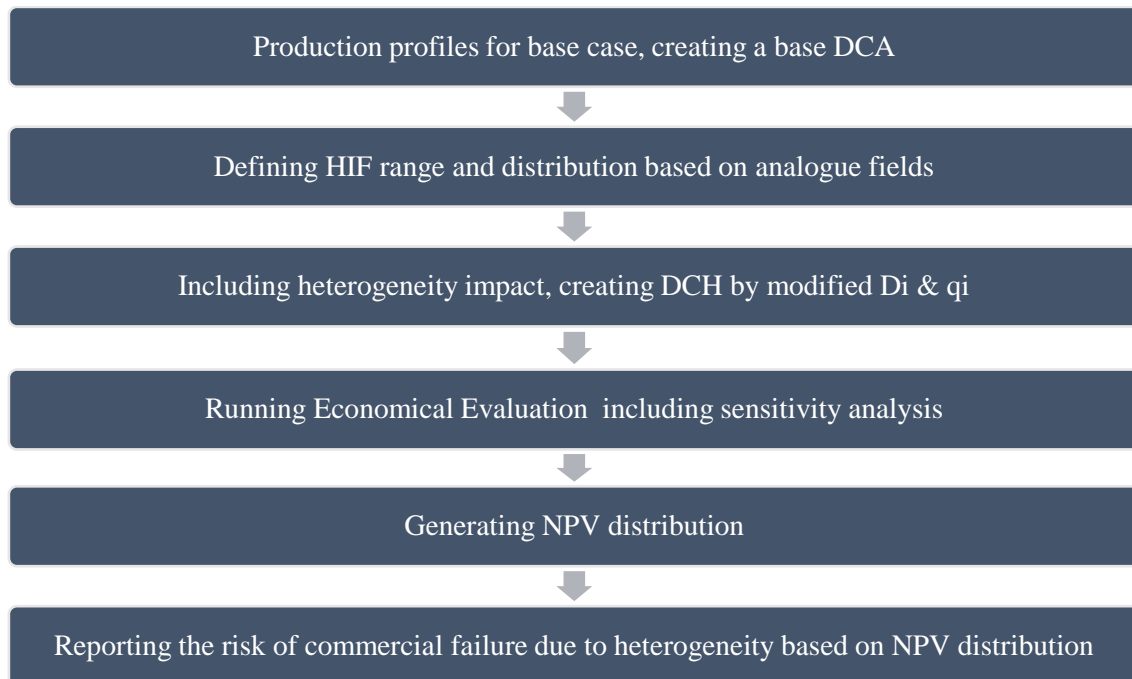 Production profiles for base case, creating a base DCA
Defining HIF range and distribution based on analogue fields
Including heterogeneity impact, creating DCH by modified Di & qi
Running Economical Evaluation  including sensitivity analysis
Generating NPV distribution
Reporting the risk of commercial failure due to heterogeneity based on NPV distribution